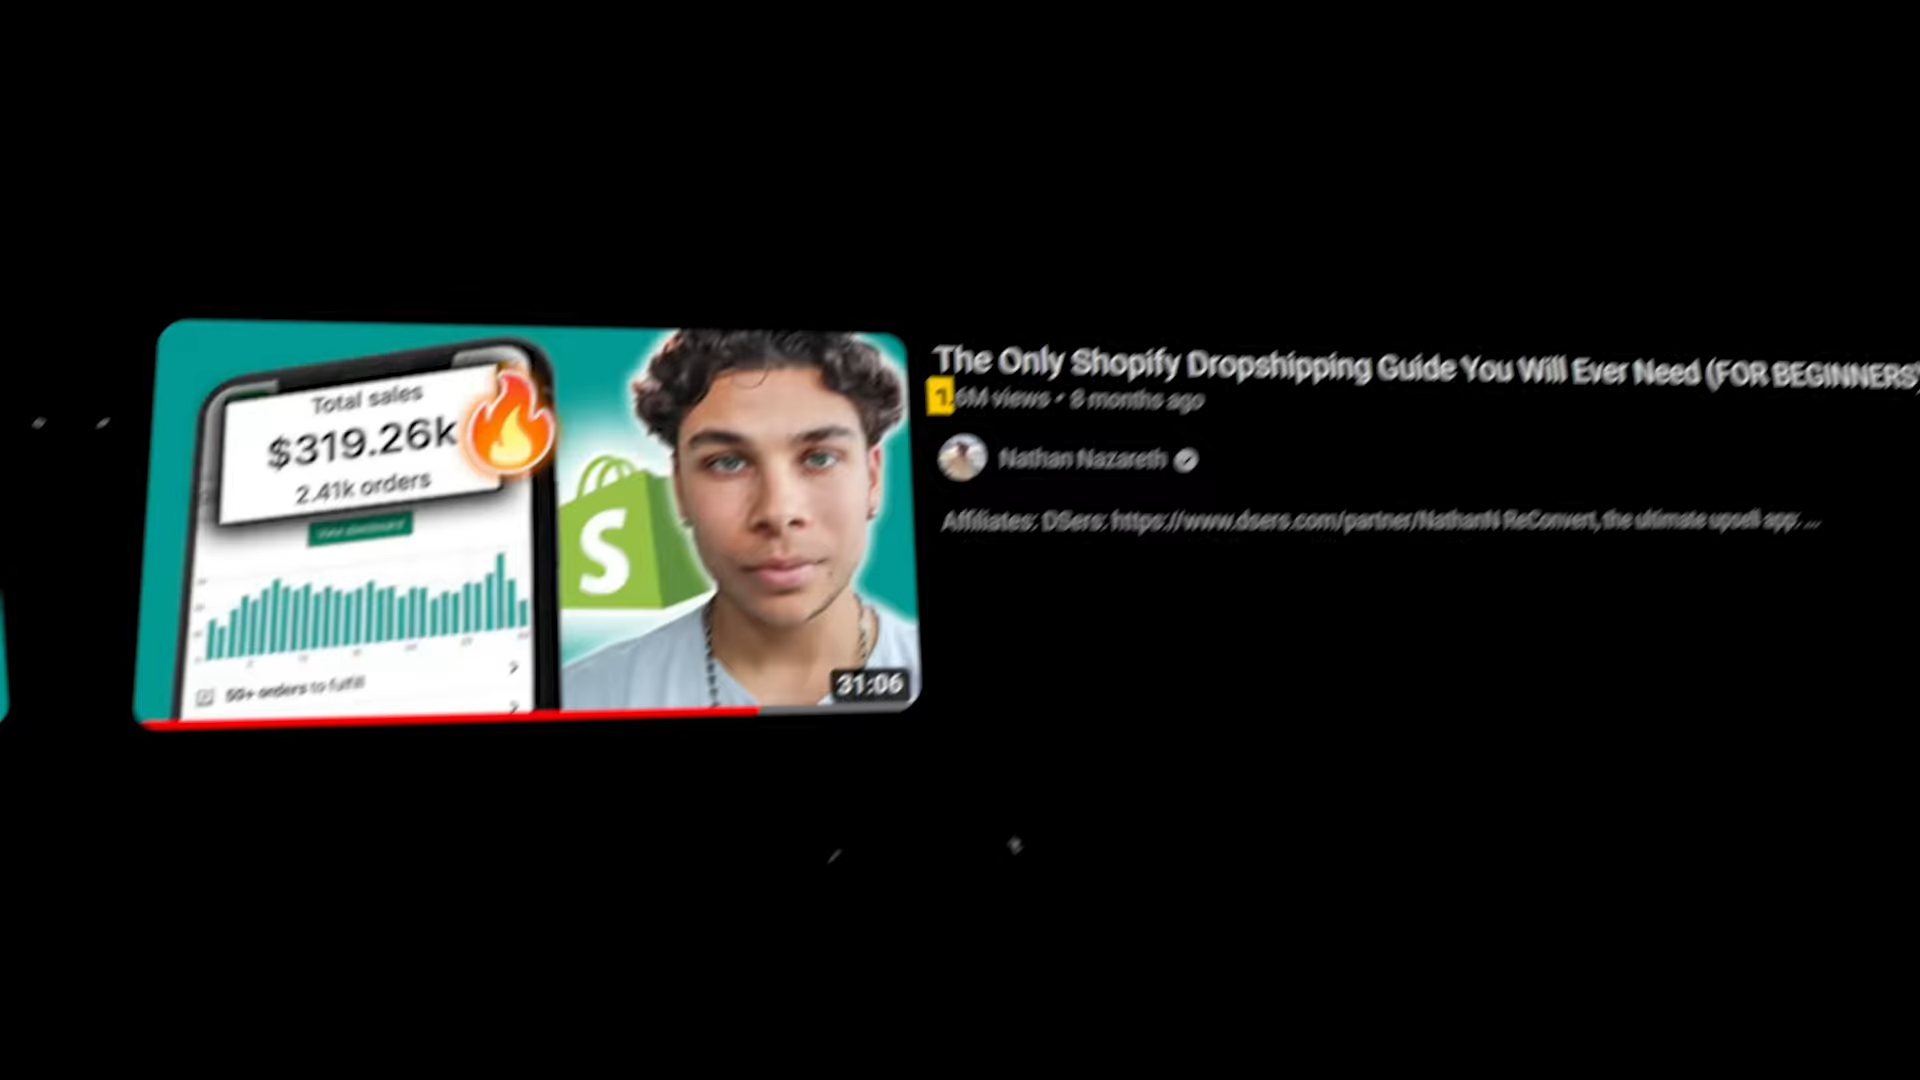 Total sales
$319.26k
2.41k orders
View dashboard
50+ orders to fulfill
S
31:06
The Only Shopify Dropshipping Guide You Will Ever Need (FOR BEGINNERS)
1.6M views • 8 months ago
Nathan Nazareth
Affiliates: DSers: https://www.dsers.com/partner/NathanN ReConvert, the ultimate upsell app: ...